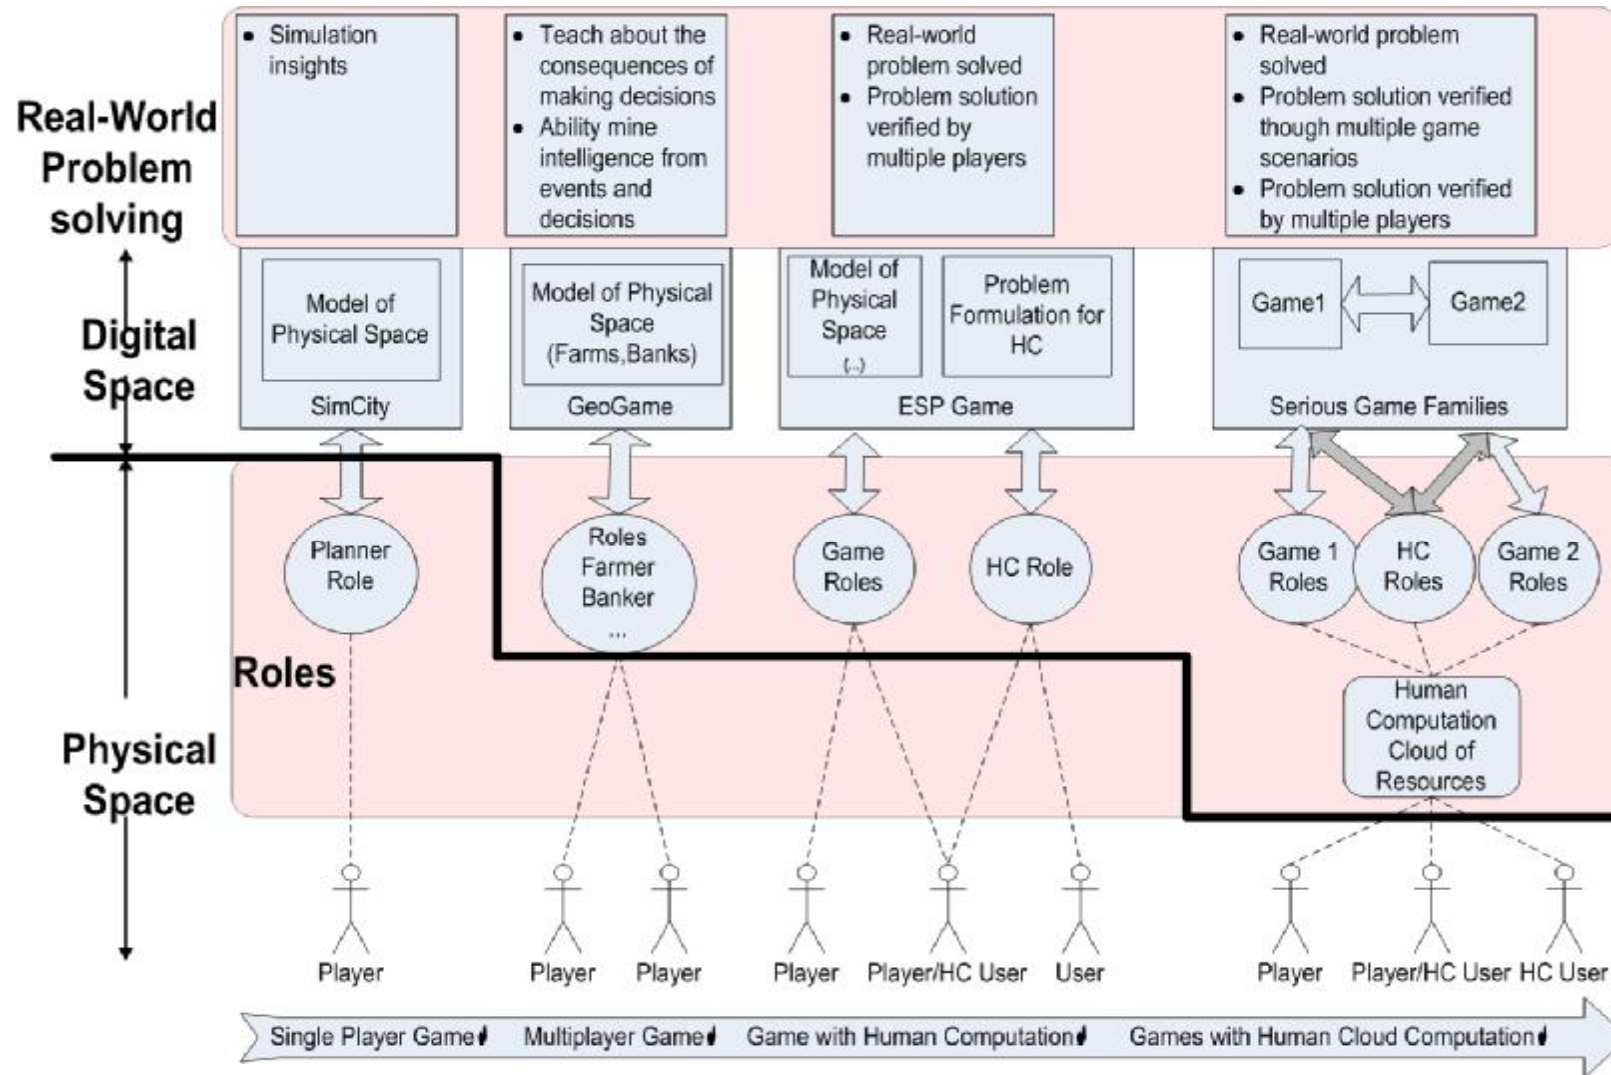 Real-World
Problem
solving
Simulation
insights
Teach about the
consequences of
making decisions
Ability mine
intelligence from
events and
decisions
Real-world
problem solved
Problem solution
verified by
multiple players
Real-world problem
solved
Problem solution verified
though multiple game
scenarios
Problem solution verified
by multiple players
Digital
Space
Model of
Physical Space
SimCity
Model of Physical
Space
(Farms,Banks)
GeoGame
Model of
Physical
Space
(...)
Problem
Formulation for
HC
ESP Game
Game1
Game2
Serious Game Families
Planner
Role
Roles
Farmer
Banker
...
Game
Roles
HC Role
Game 1
Roles
HC
Roles
Game 2
Roles
Roles
Human
Computation
Cloud of
Resources
Physical
Space
Player
Player
Player
Player
Player/HC User
User
Player
Player/HC User
HC User
Single Player Game
Multiplayer Game
Game with Human Computation
Games with Human Cloud Computation